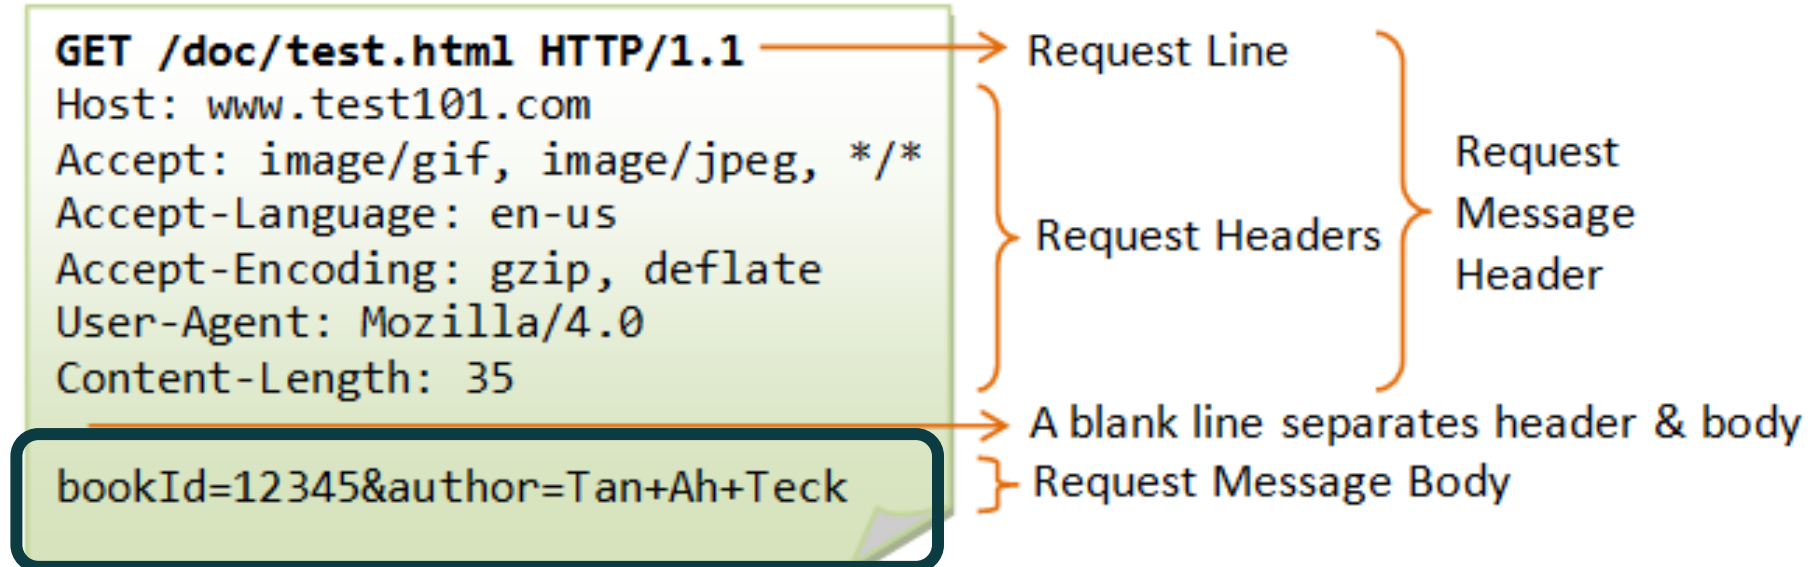 GET /doc/test.html HTTP/1.1
Host: www.test101.com
Accept: image/gif, image/jpeg, */*
Accept-Language: en-us
Accept-Encoding: gzip, deflate
User-Agent: Mozilla/4.0
Content-Length: 35
bookId=12345&author=Tan+Ah+Teck
Request Line
Request Headers
Request
Message
Header
A blank line separates header & body
Request Message Body